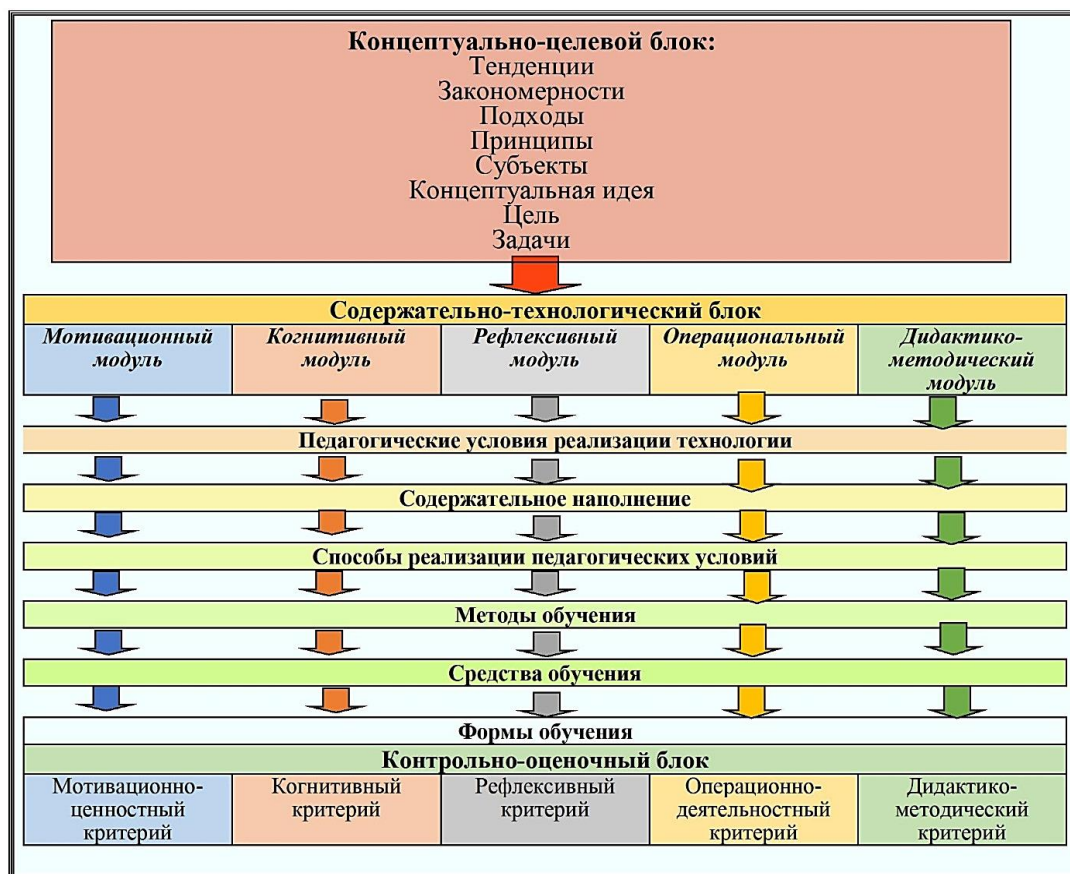 Концептуально-целевой блок:
Тенденции
Закономерности
Подходы
Принципы
Субъекты
Концептуальная идея
Цель
Задачи
Содержательно-технологический блок
Мотивационный
модуль
Когнитивный
модуль
Рефлексивный
модуль
Операциональный
модуль
Дидактико-
методический
модуль
Педагогические условия реализации технологии
Содержательное наполнение
Способы реализации педагогических условий
Методы обучения
Средства обучения
Формы обучения
Контрольно-оценочный блок
Мотивационно-
ценностный
критерий
Когнитивный
критерий
Рефлексивный
критерий
Операционно-
деятельностный
критерий
Дидактико-
методический
критерий